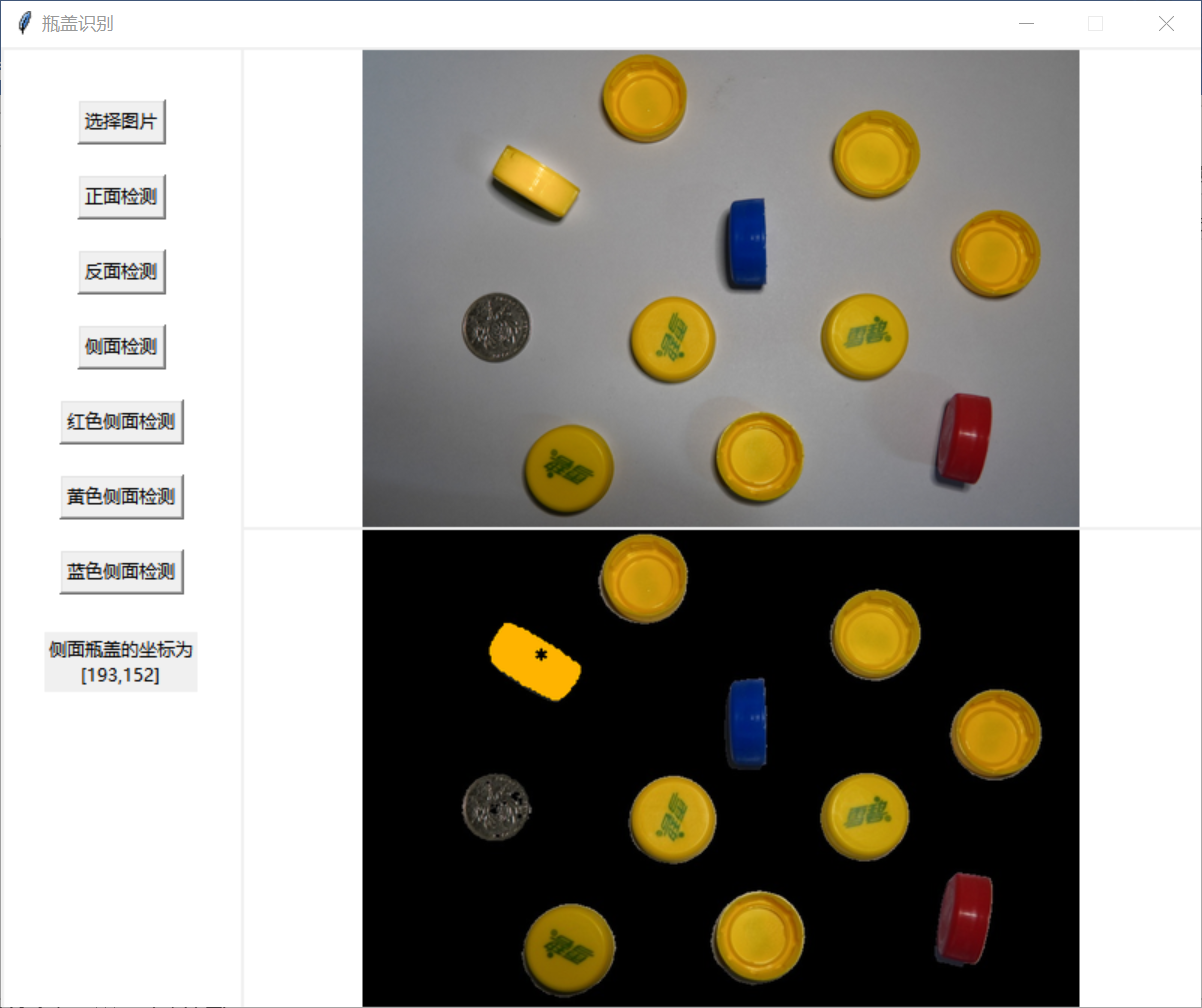 瓶盖识别
选择图片
正面检测
反面检测
侧面检测
红色侧面检测
黄色侧面检测
蓝色侧面检测
侧面瓶盖的坐标为
[193,152]